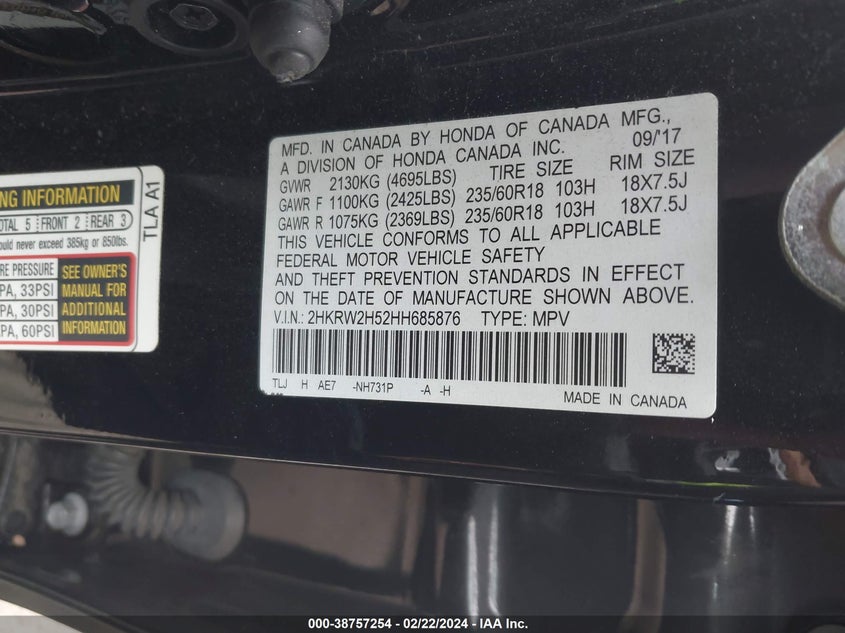 NG INFORMATION
OTAL 5 FRONT 2 REAR 3
ould never exceed 385kg or 850lbs.
RE PRESSURE
PA, 33PSI
PA, 30PSI
PA, 60PSI
SEE OWNER'S
MANUAL FOR
ADDITIONAL
INFORMATION
TLA A1
MFD. IN CANADA BY HONDA OF CANADA MFG.,
A DIVISION OF HONDA CANADA INC. 09/'17
GVWR 2130KG (4695LBS) TIRE SIZE RIM SIZE
GAWR F 1100KG (2425LBS) 235/60R18 103H 18X7.5J
GAWR R 1075KG (2369LBS) 235/60R18 103H 18X7.5J
THIS VEHICLE CONFORMS TO ALL APPLICABLE
FEDERAL MOTOR VEHICLE SAFETY
AND THEFT PREVENTION STANDARDS IN EFFECT
ON THE DATE OF MANUFACTURE SHOWN ABOVE.
V.I.N.: 2HKRW2H52HH685876 TYPE: MPV
TLJ H AE7 -NH731P -A -H
MADE IN CANADA
000-38757254 - 02/22/2024 - IAA Inc.